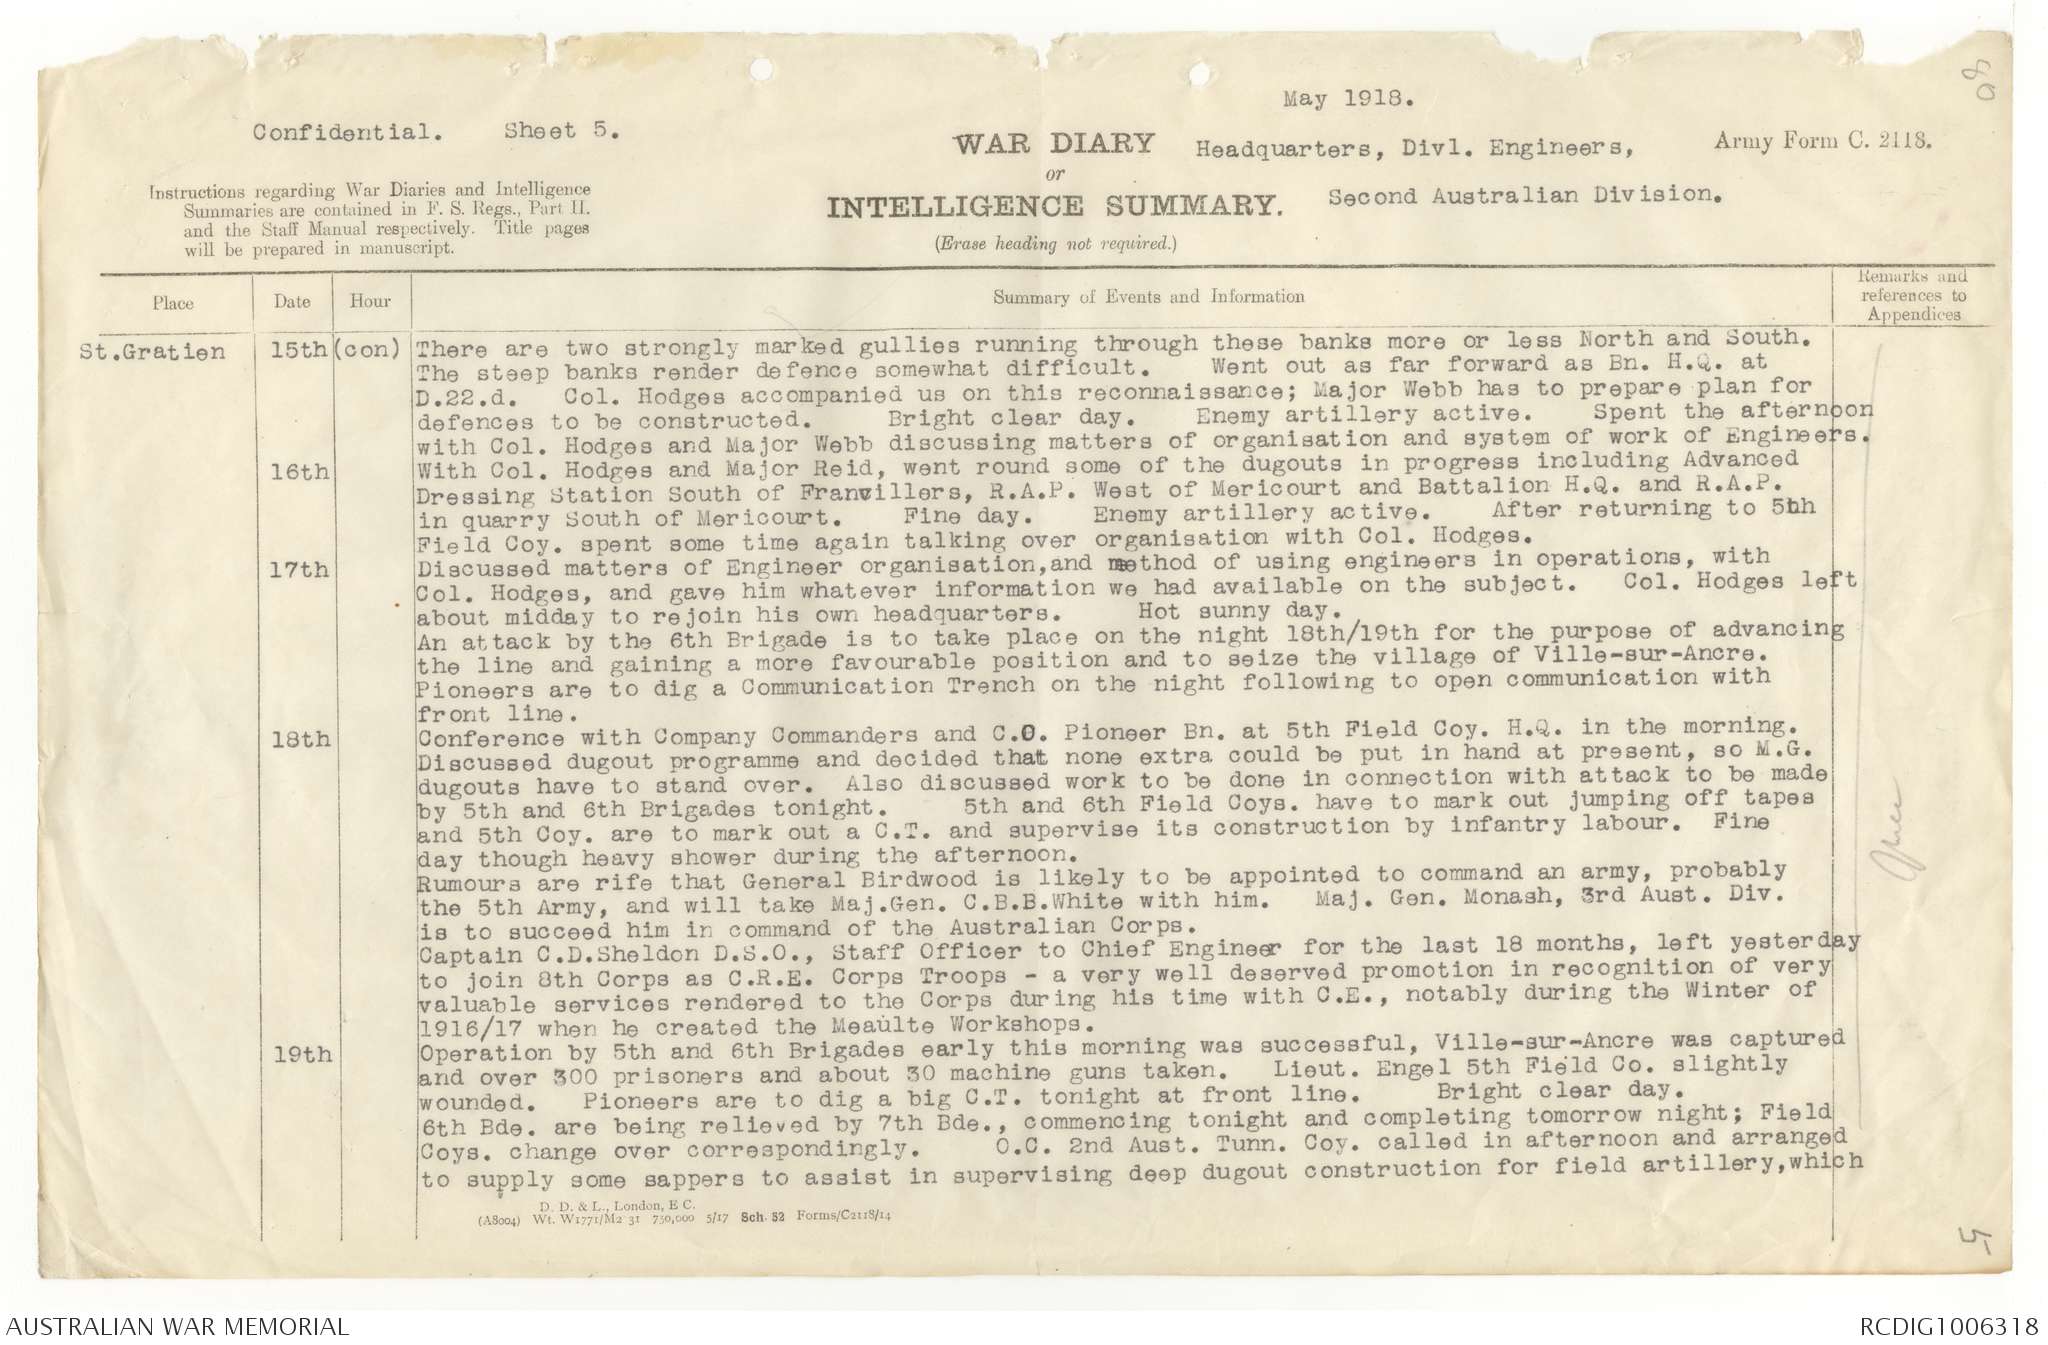 May 1918.
80
Confidential. Sheet 5.
WAR DIARY Headquarters, Divl. Engineers, Army Form C. 2118.
or
Instructions regarding War Diaries and Intelligence
Summaries are contained in F. S. Regs., Part II.
and the Staff Manual respectively. Title pages
will be prepared in manuscript.
INTELLIGENCE SUMMARY. Second Australian Division.
(Erase heading not required.)
Place Date Hour Summary of Events and Information Remarks and
references to
Appendices
St.Gratien 15th (con) There are two strongly marked gullies running through these banks more or less North and South.
The steep banks render defence somewhat difficult. Went out as far forward as Bn. H.Q. at
D.22.d. Col. Hodges accompanied us on this reconnaissance; Major Webb has to prepare plan for
defences to be constructed. Bright clear day. Enemy artillery active. Spent the afternoon
with Col. Hodges and Major Webb discussing matters of organisation and system of work of Engineers.
16th With Col. Hodges and Major Reid, went round some of the dugouts in progress including Advanced
Dressing Station South of Franvillers, R.A.P. West of Mericourt and Battalion H.Q. and R.A.P.
in quarry South of Mericourt. Fine day. Enemy artillery active. After returning to 5th
Field Coy. spent some time again talking over organisation with Col. Hodges.
17th Discussed matters of Engineer organisation,and method of using engineers in operations, with
Col. Hodges, and gave him whatever information we had available on the subject. Col. Hodges left
about midday to rejoin his own headquarters. Hot sunny day.
An attack by the 6th Brigade is to take place on the night 18th/19th for the purpose of advancing
the line and gaining a more favourable position and to seize the village of Ville-sur-Ancre.
Pioneers are to dig a Communication Trench on the night following to open communication with
front line.
18th Conference with Company Commanders and C.O. Pioneer Bn. at 5th Field Coy. H.Q. in the morning.
Discussed dugout programme and decided that none extra could be put in hand at present, so M.G.
dugouts have to stand over. Also discussed work to be done in connection with attack to be made
by 5th and 6th Brigades tonight. 5th and 6th Field Coys. have to mark out jumping off tapes
and 5th Coy. are to mark out a C.T. and supervise its construction by infantry labour. Fine
day though heavy shower during the afternoon.
Rumours are rife that General Birdwood is likely to be appointed to command an army, probably
the 5th Army, and will take Maj.Gen. C.B.B.White with him. Maj. Gen. Monash, 3rd Aust. Div.
is to succeed him in command of the Australian Corps.
Captain C.D.Sheldon D.S.O., Staff Officer to Chief Engineer for the last 18 months, left yesterday
to join 8th Corps as C.R.E. Corps Troops - a very well deserved promotion in recognition of very
valuable services rendered to the Corps during his time with C.E., notably during the Winter of
1916/17 when he created the Meaulte Workshops.
19th Operation by 5th and 6th Brigades early this morning was successful, Ville-sur-Ancre was captured
and over 300 prisoners and about 30 machine guns taken. Lieut. Engel 5th Field Co. slightly
wounded. Pioneers are to dig a big C.T. tonight at front line. Bright clear day.
6th Bde. are being relieved by 7th Bde., commencing tonight and completing tomorrow night; Field
Coys. change over correspondingly. O.C. 2nd Aust. Tunn. Coy. called in afternoon and arranged
to supply some sappers to assist in supervising deep dugout construction for field artillery,which
D. D. & L., London, E C.
(A8004) Wt. W1771/M2 31 750,000 5/17 Sch. 52 Forms/C2118/14
5
AUSTRALIAN WAR MEMORIAL RCDIG1006318